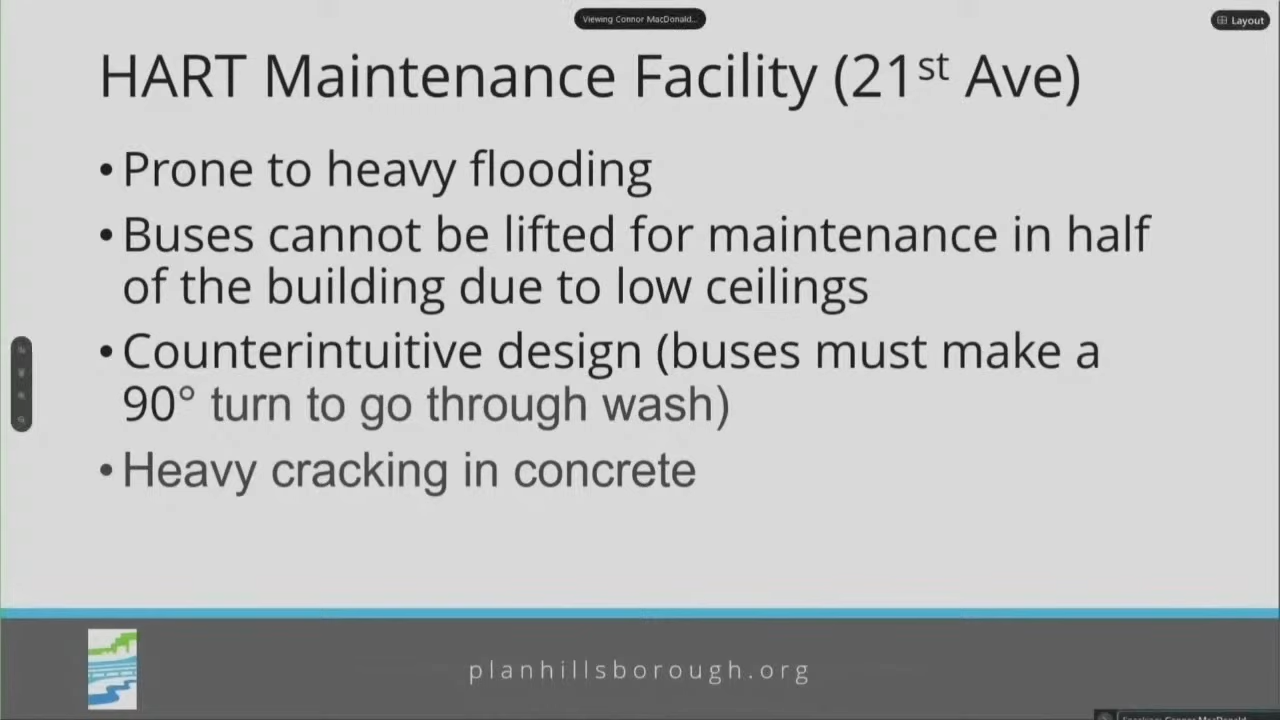 Viewing Connor MacDonald...
Layout
HART Maintenance Facility (21st Ave)
• Prone to heavy flooding
• Buses cannot be lifted for maintenance in half
of the building due to low ceilings
• Counterintuitive design (buses must make a
90° turn to go through wash)
• Heavy cracking in concrete
planhillsborough.org
Connor MacDonald